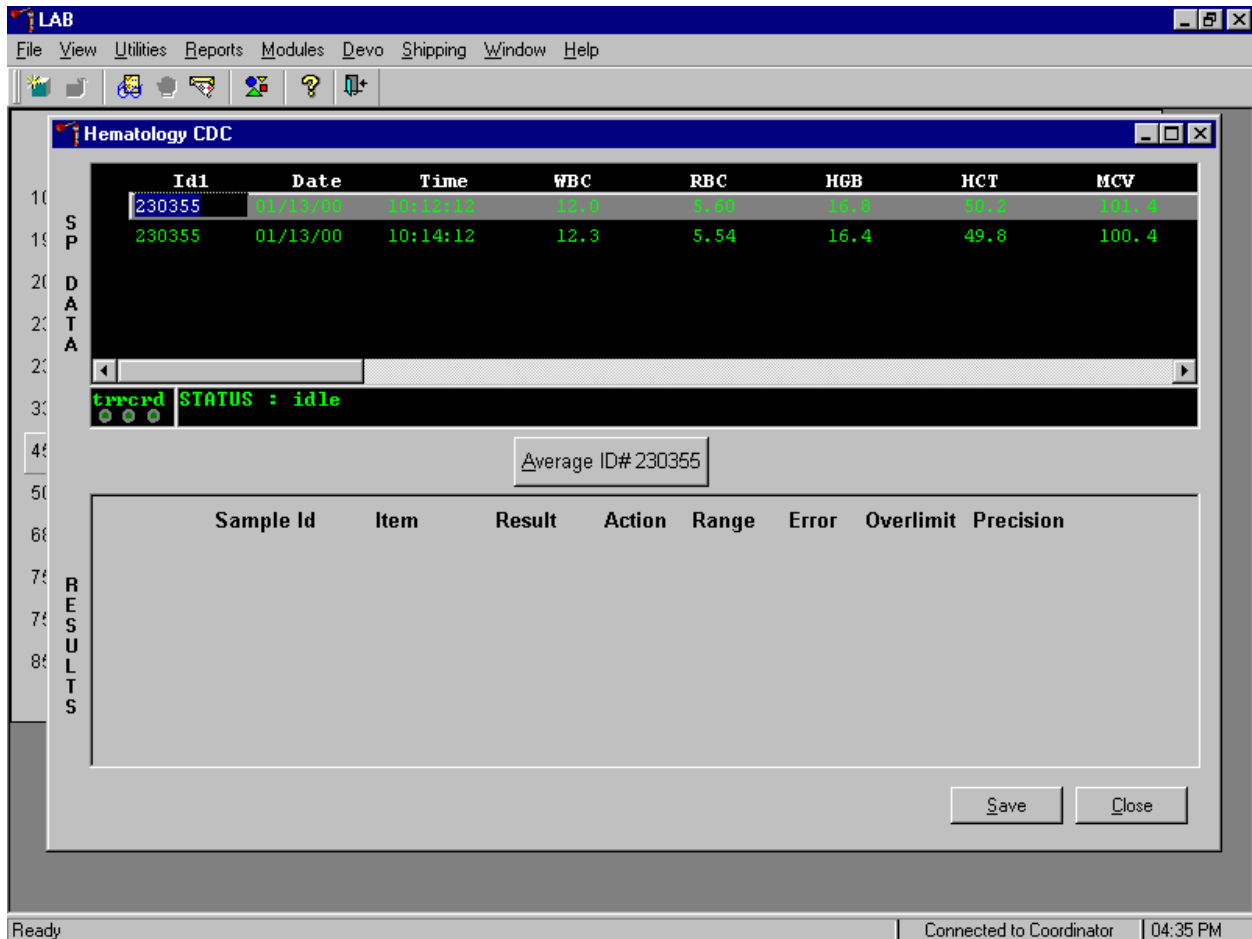 LAB
File View Utilities Reports Modules Devo Shipping Window Help
Hematology CDC
Id1 Date Time WBC RBC HGB HCT MCV
230355 01/13/00 10:12:12 12.0 5.60 16.8 50.2 101.4
230355 01/13/00 10:14:12 12.3 5.54 16.4 49.8 100.4
SP DATA
trrcrd STATUS : idle
Average ID# 230355
Sample Id Item Result Action Range Error Overlimit Precision
RESULTS
Save Close
Ready Connected to Coordinator 04:35 PM